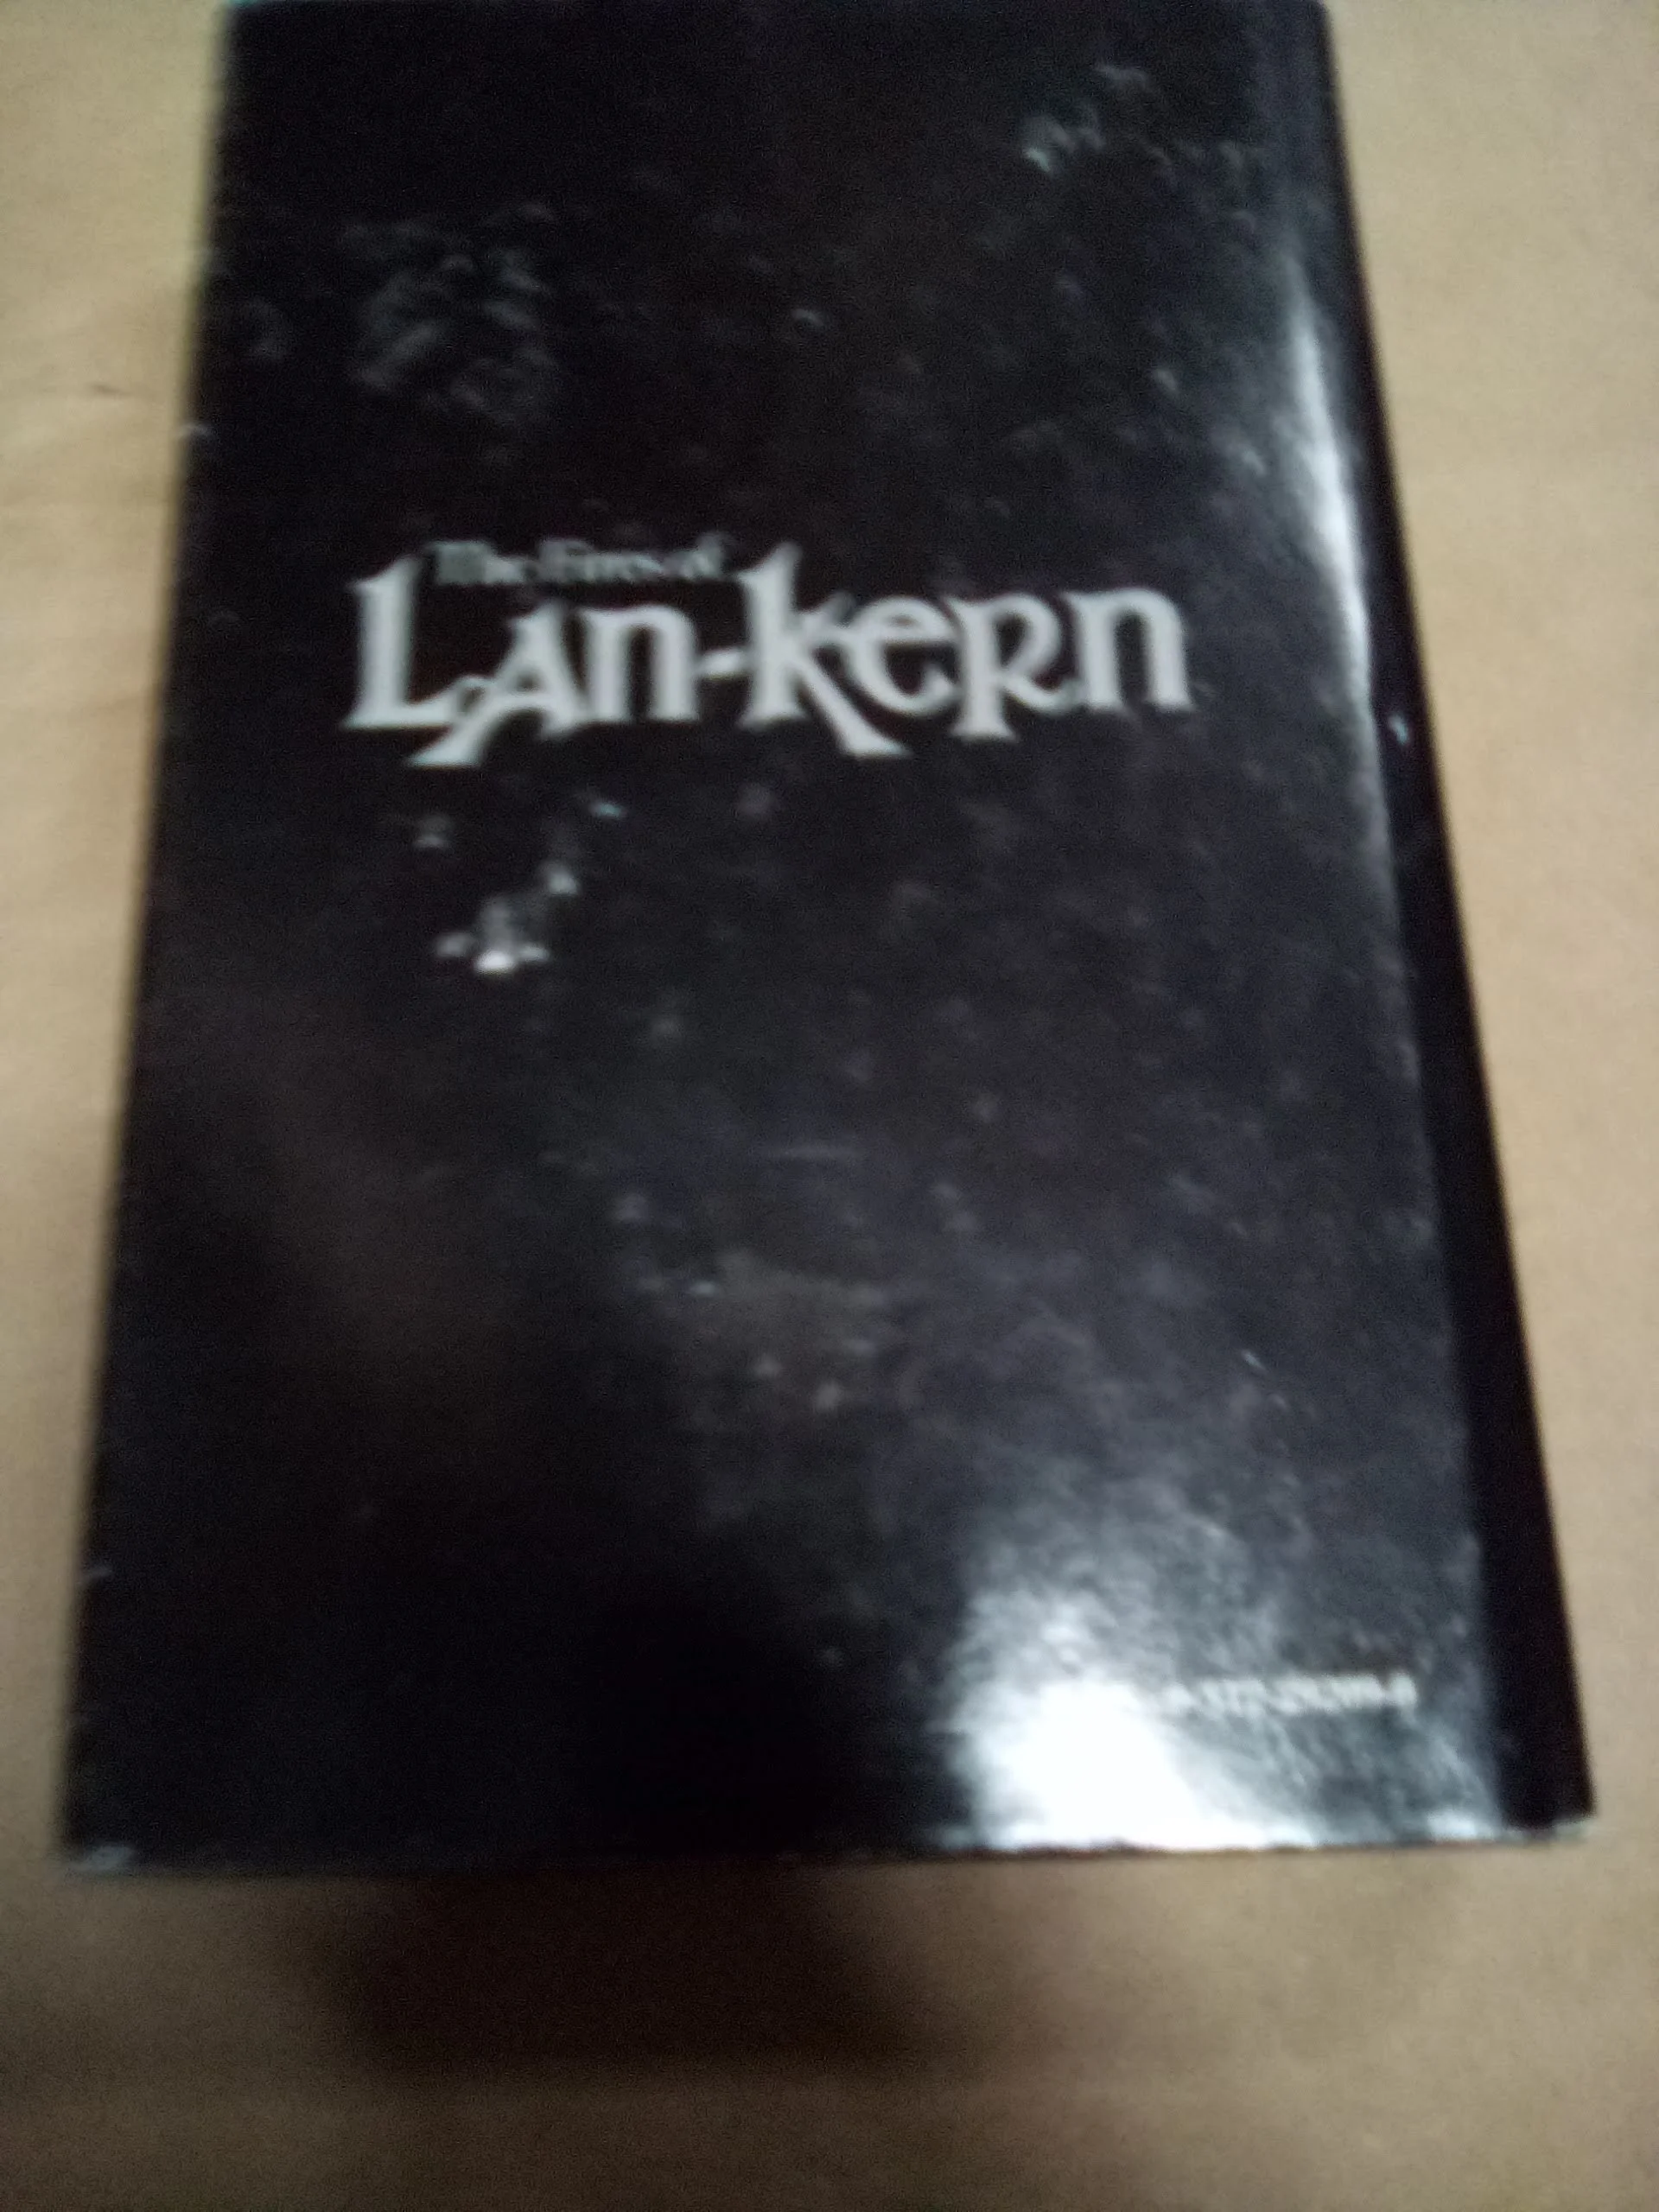 The Fires of
Lan-kern